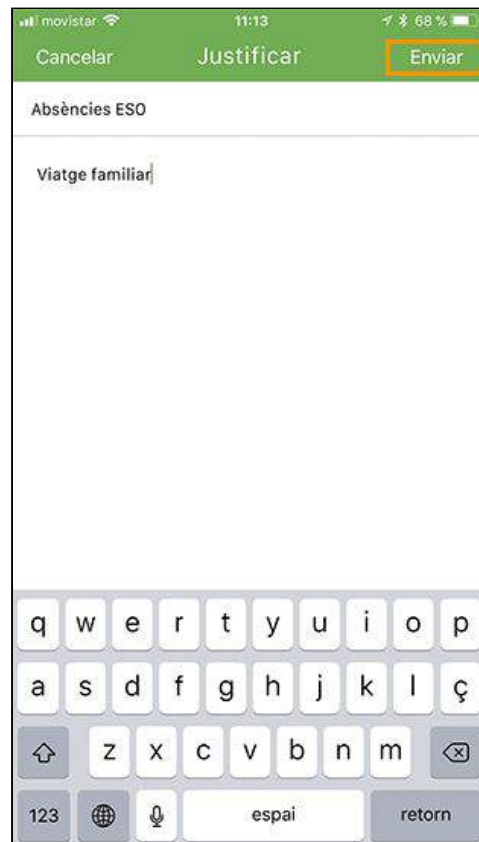 movistar 11:13 68 %
Cancelar Justificar Enviar
Absències ESO
Viatge familiar
q w e r t y u i o p
a s d f g h j k l ç
z x c v b n m
123 espai retorn